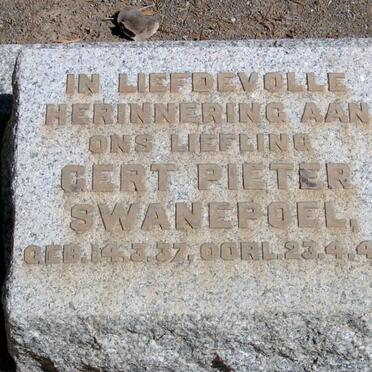 IN LIEFDEVOLLE
HERINNERING AAN
ONS LIEFLING
GERT PIETER
SWANEPOEL,
GEB. 14.3.37, OORL. 23.4.4